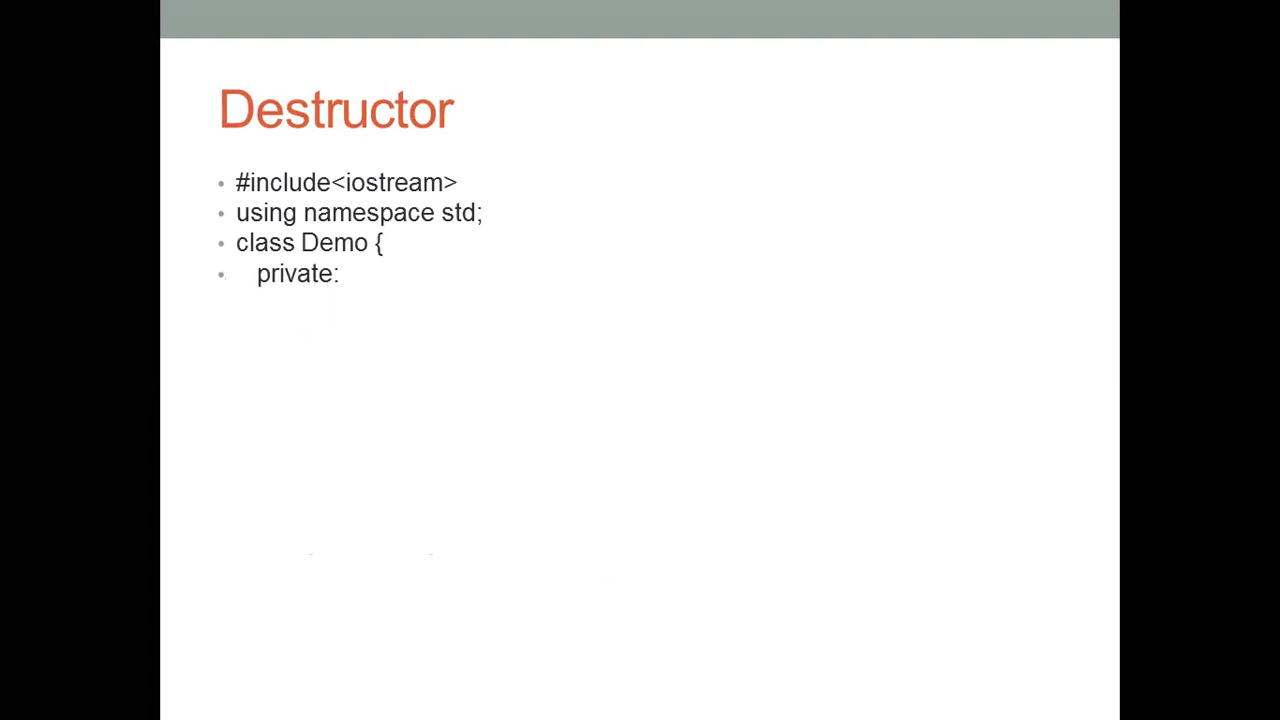 Destructor
• #include<iostream>
• using namespace std;
• class Demo {
• private: